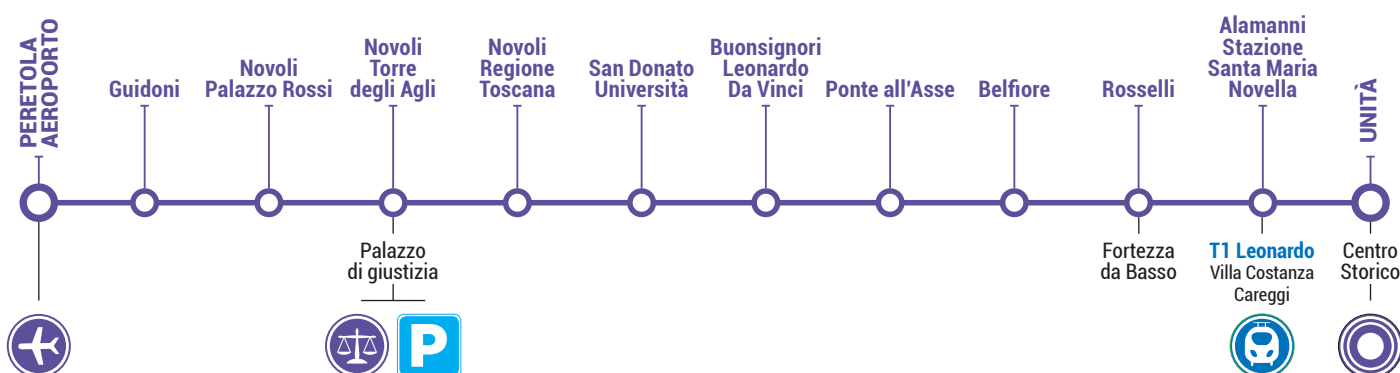 PERETOLA
AEROPORTO
Guidoni
Novoli
Palazzo Rossi
Novoli
Torre
degli Agli
Novoli
Regione
Toscana
San Donato
Università
Buonsignori
Leonardo
Da Vinci
Ponte all'Asse
Belfiore
Rosselli
Alamanni
Stazione
Santa Maria
Novella
UNITÀ
Palazzo
di giustizia
P
Fortezza
da Basso
T1 Leonardo
Villa Costanza
Careggi
Centro
Storico